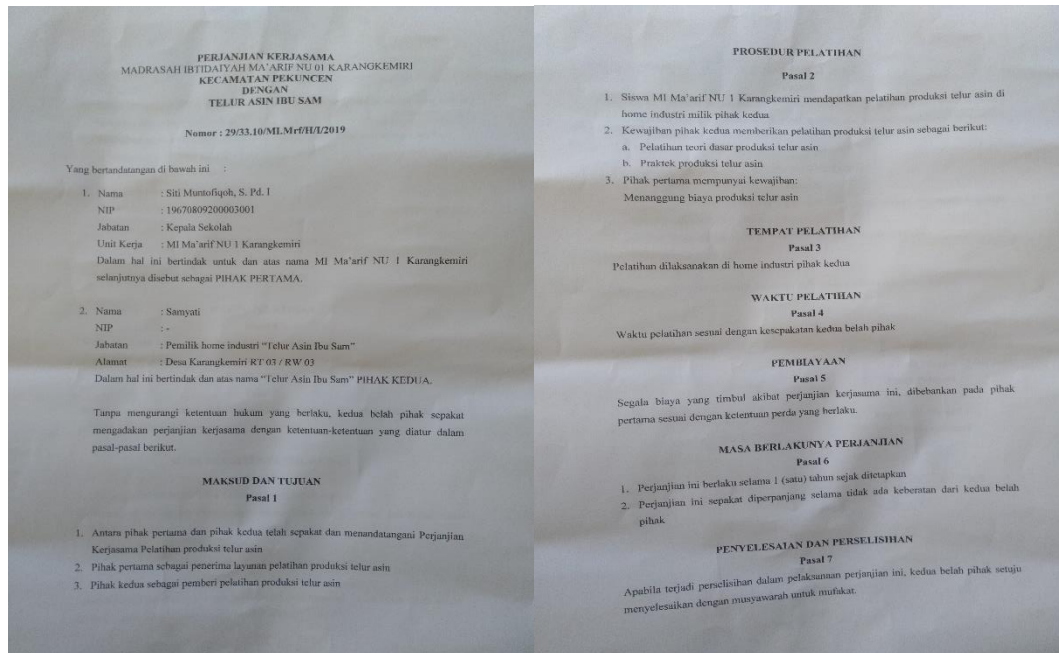 PERJANJIAN KERJASAMA
MADRASAH IBTIDAIYAH MA'ARIF NU 01 KARANGKEMIRI
KECAMATAN PEKUNCEN
DENGAN
TELUR ASIN IBU SAM
Nomor : 29/33.10/MI.Mrf/H/I/2019
Yang bertandatangan di bawah ini :
1. Nama : Siti Muntofiqoh, S. Pd. I
NIP : 19670809200003001
Jabatan : Kepala Sekolah
Unit Kerja : MI Ma'arif NU 1 Karangkemiri
Dalam hal ini bertindak untuk dan atas nama MI Ma'arif NU 1 Karangkemiri
selanjutnya disebut sebagai PIHAK PERTAMA.
2. Nama : Samyati
NIP : -
Jabatan : Pemilik home industri "Telur Asin Ibu Sam"
Alamat : Desa Karangkemiri RT 03 / RW 03
Dalam hal ini bertindak dan atas nama "Telur Asin Ibu Sam" PIHAK KEDUA.
Tanpa mengurangi ketentuan hukum yang berlaku, kedua belah pihak sepakat
mengadakan perjanjian kerjasama dengan ketentuan-ketentuan yang diatur dalam
pasal-pasal berikut.
MAKSUD DAN TUJUAN
Pasal 1
1. Antara pihak pertama dan pihak kedua telah sepakat dan menandatangani Perjanjian
Kerjasama Pelatihan produksi telur asin
2. Pihak pertama sebagai penerima layanan pelatihan produksi telur asin
3. Pihak kedua sebagai pemberi pelatihan produksi telur asin
PROSEDUR PELATIHAN
Pasal 2
1. Siswa MI Ma'arif NU 1 Karangkemiri mendapatkan pelatihan produksi telur asin di
home industri milik pihak kedua
2. Kewajiban pihak kedua memberikan pelatihan produksi telur asin sebagai berikut:
a. Pelatihan teori dasar produksi telur asin
b. Praktek produksi telur asin
3. Pihak pertama mempunyai kewajiban:
Menanggung biaya produksi telur asin
TEMPAT PELATIHAN
Pasal 3
Pelatihan dilaksanakan di home industri pihak kedua
WAKTU PELATIHAN
Pasal 4
Waktu pelatihan sesuai dengan kesepakatan kedua belah pihak
PEMBIAYAAN
Pasal 5
Segala biaya yang timbul akibat perjanjian kerjasama ini, dibebankan pada pihak
pertama sesuai dengan ketentuan perda yang berlaku.
MASA BERLAKUNYA PERJANJIAN
Pasal 6
1. Perjanjian ini berlaku selama 1 (satu) tahun sejak ditetapkan
2. Perjanjian ini sepakat diperpanjang selama tidak ada keberatan dari kedua belah
pihak
PENYELESAIAN DAN PERSELISIHAN
Pasal 7
Apabila terjadi perselisihan dalam pelaksanaan perjanjian ini, kedua belah pihak setuju
menyelesaikan dengan musyawarah untuk mufakat.